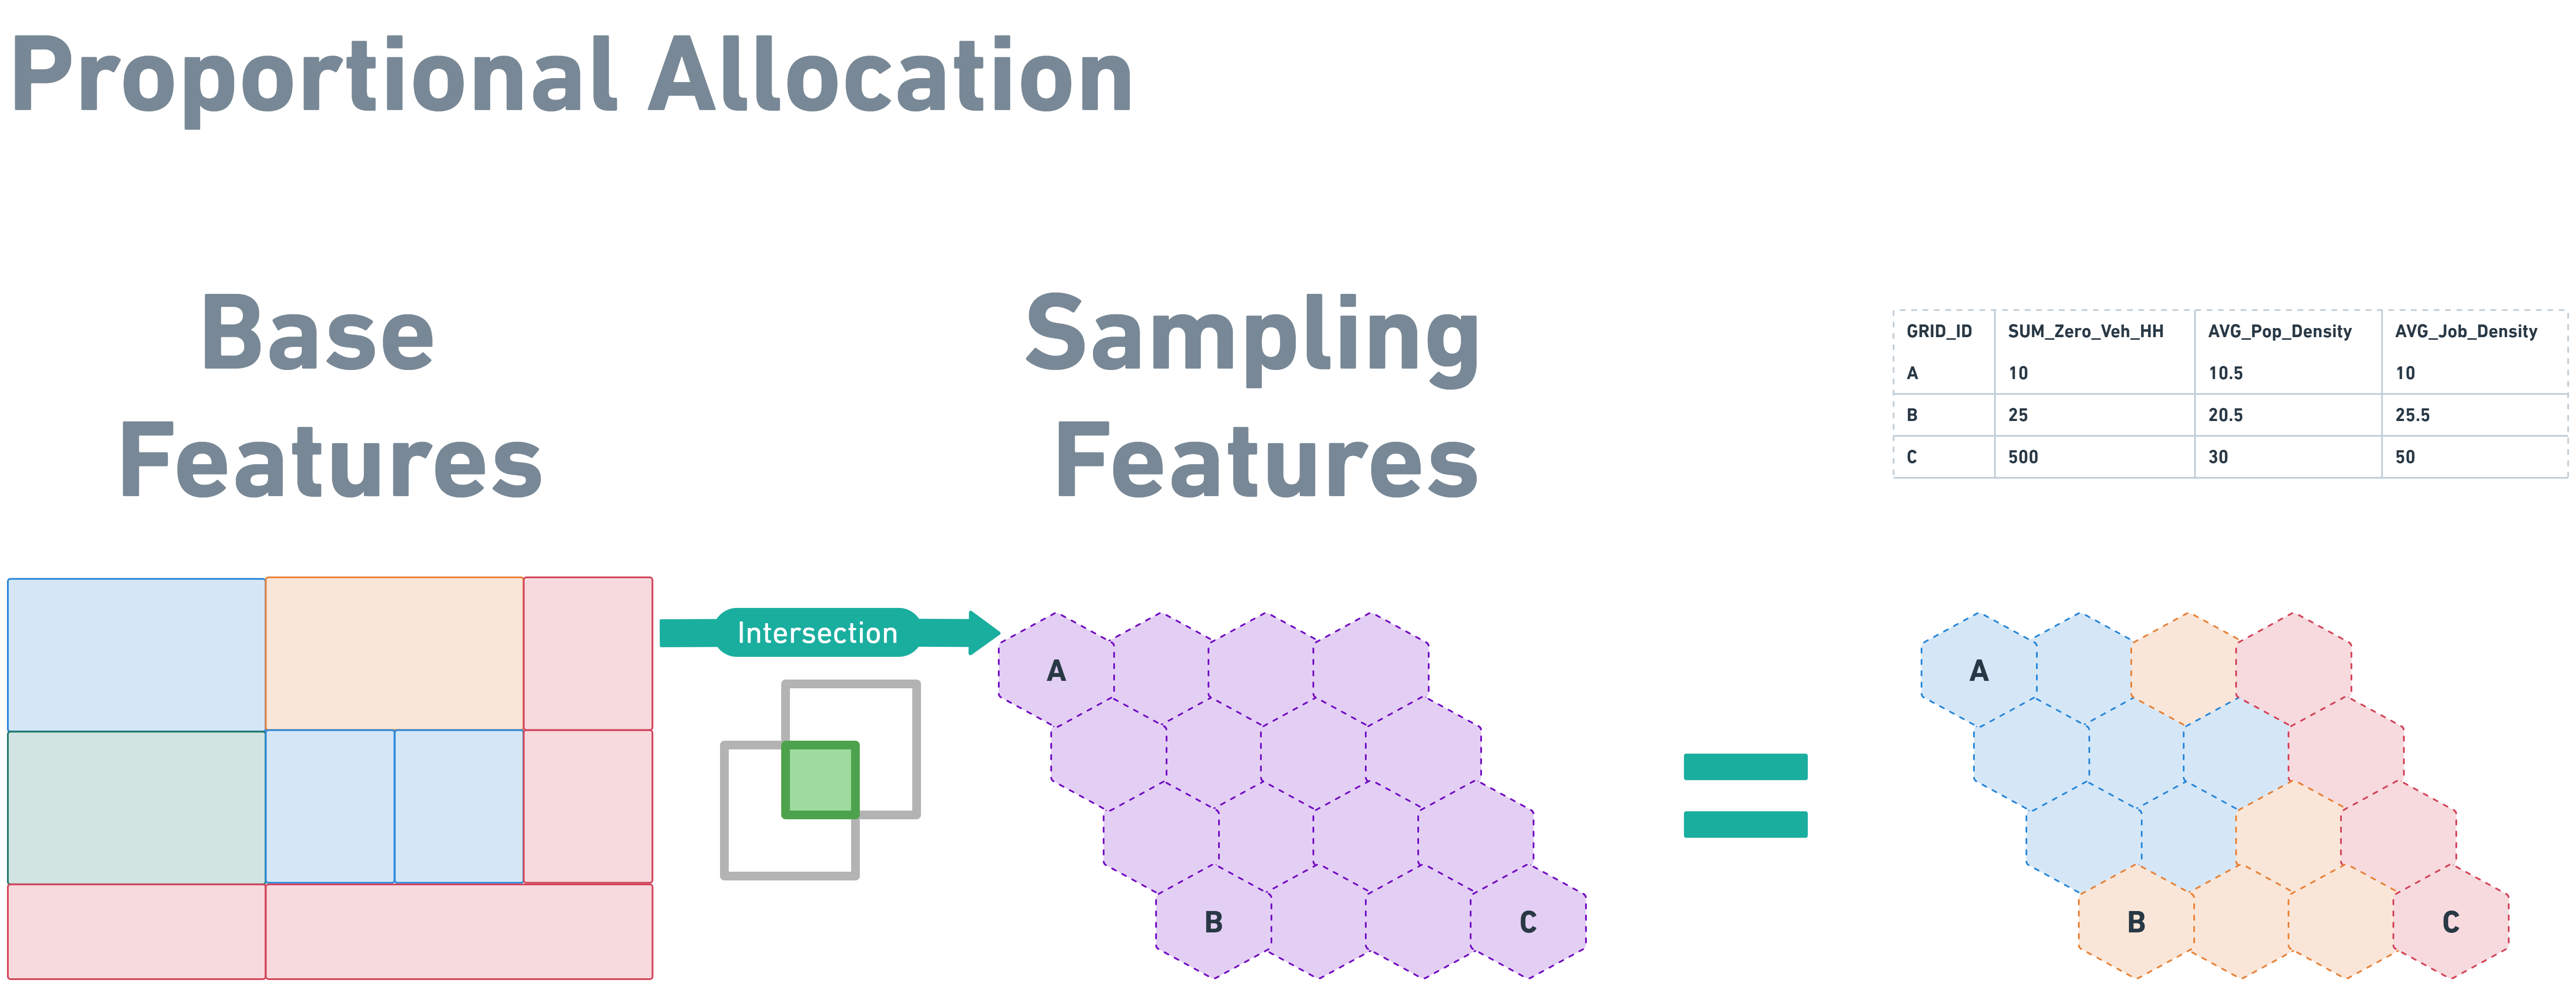 Proportional Allocation
Base
Features
Sampling
Features
GRID_ID SUM_Zero_Veh_HH AVG_Pop_Density AVG_Job_Density
A 10 10.5 10
B 25 20.5 25.5
C 500 30 50
Intersection
A
B
C
A
B
C